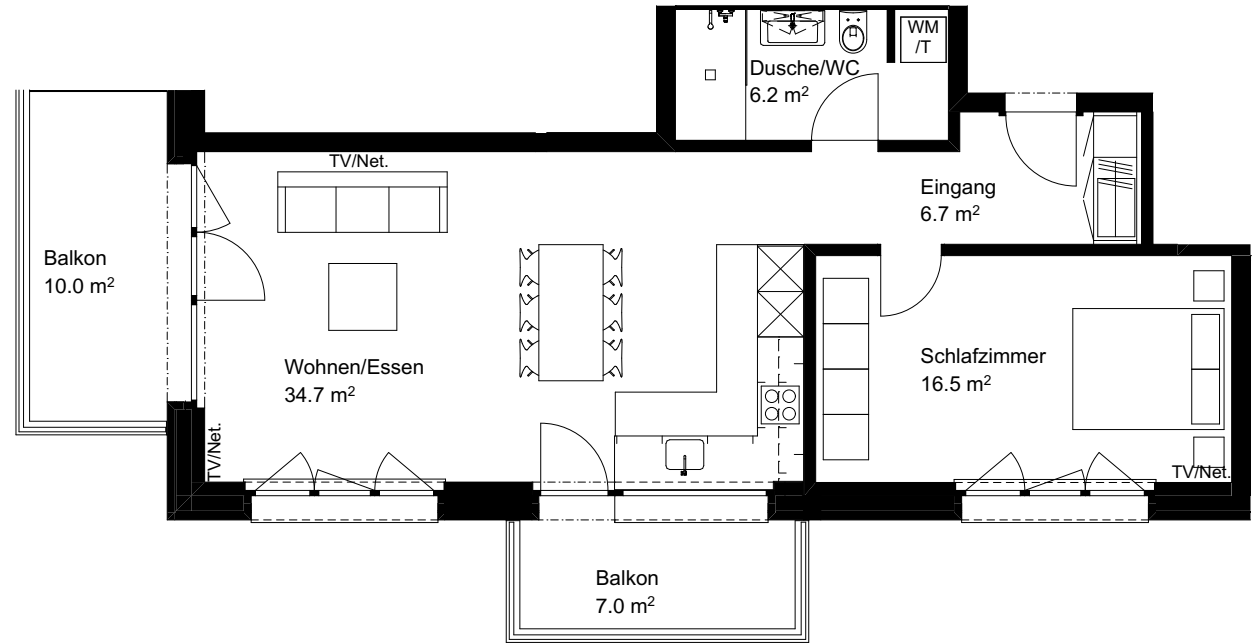 WM
/T
Dusche/WC
6.2 m²
TV/Net.
Eingang
6.7 m²
Balkon
10.0 m²
Wohnen/Essen
34.7 m²
Schlafzimmer
16.5 m²
TV/Net.
TV/Net.
Balkon
7.0 m²